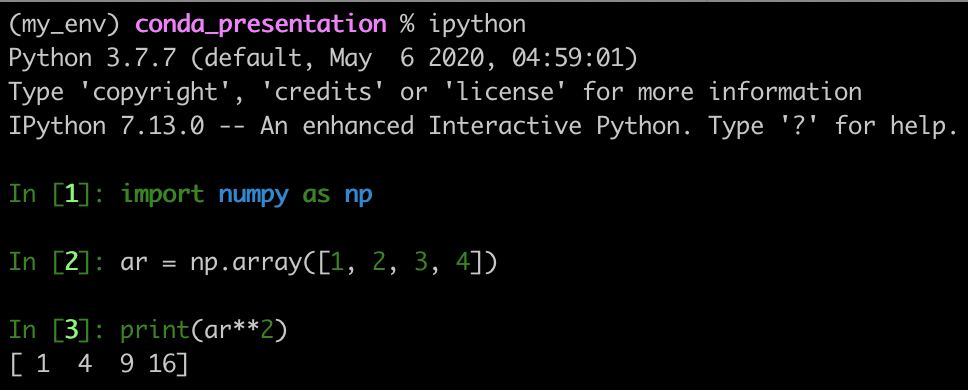 (my_env) conda_presentation % ipython
Python 3.7.7 (default, May  6 2020, 04:59:01)
Type 'copyright', 'credits' or 'license' for more information
IPython 7.13.0 -- An enhanced Interactive Python. Type '?' for help.
In [1]: import numpy as np
In [2]: ar = np.array([1, 2, 3, 4])
In [3]: print(ar**2)
[ 1  4  9 16]